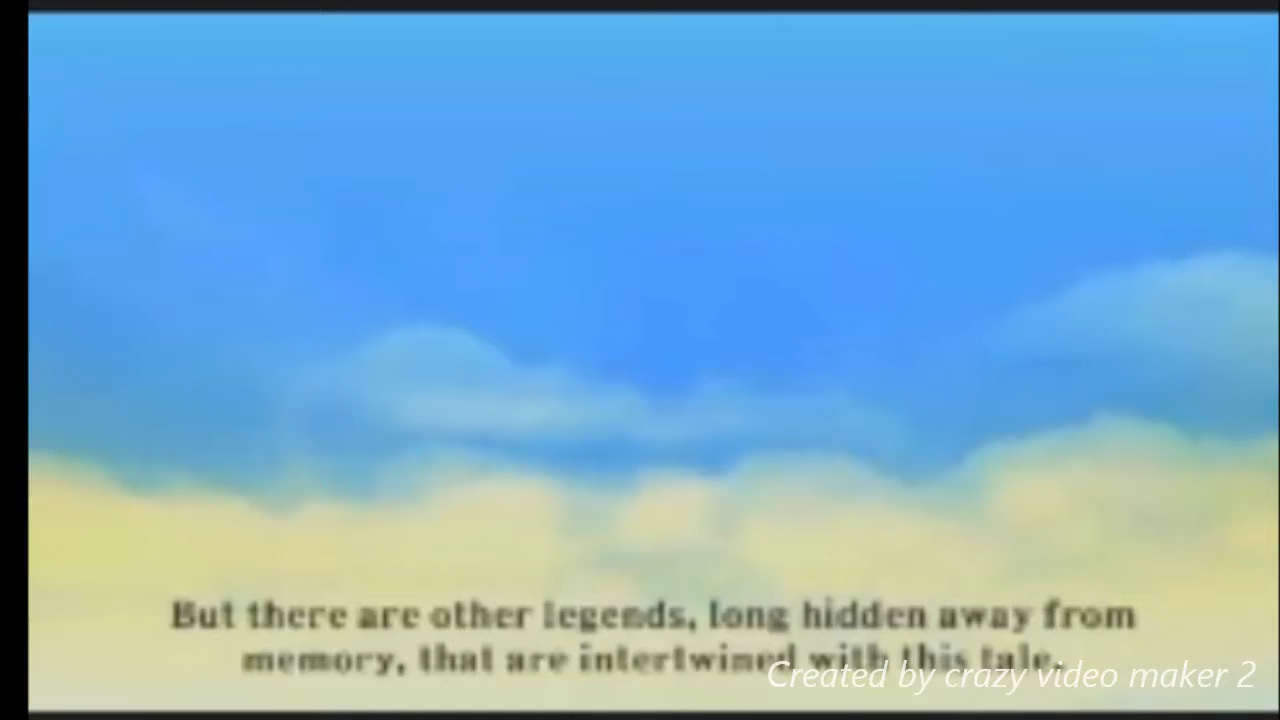 But there are other legends, long hidden away from
memory, that are intertwined with this tale.
Created by crazy video maker 2